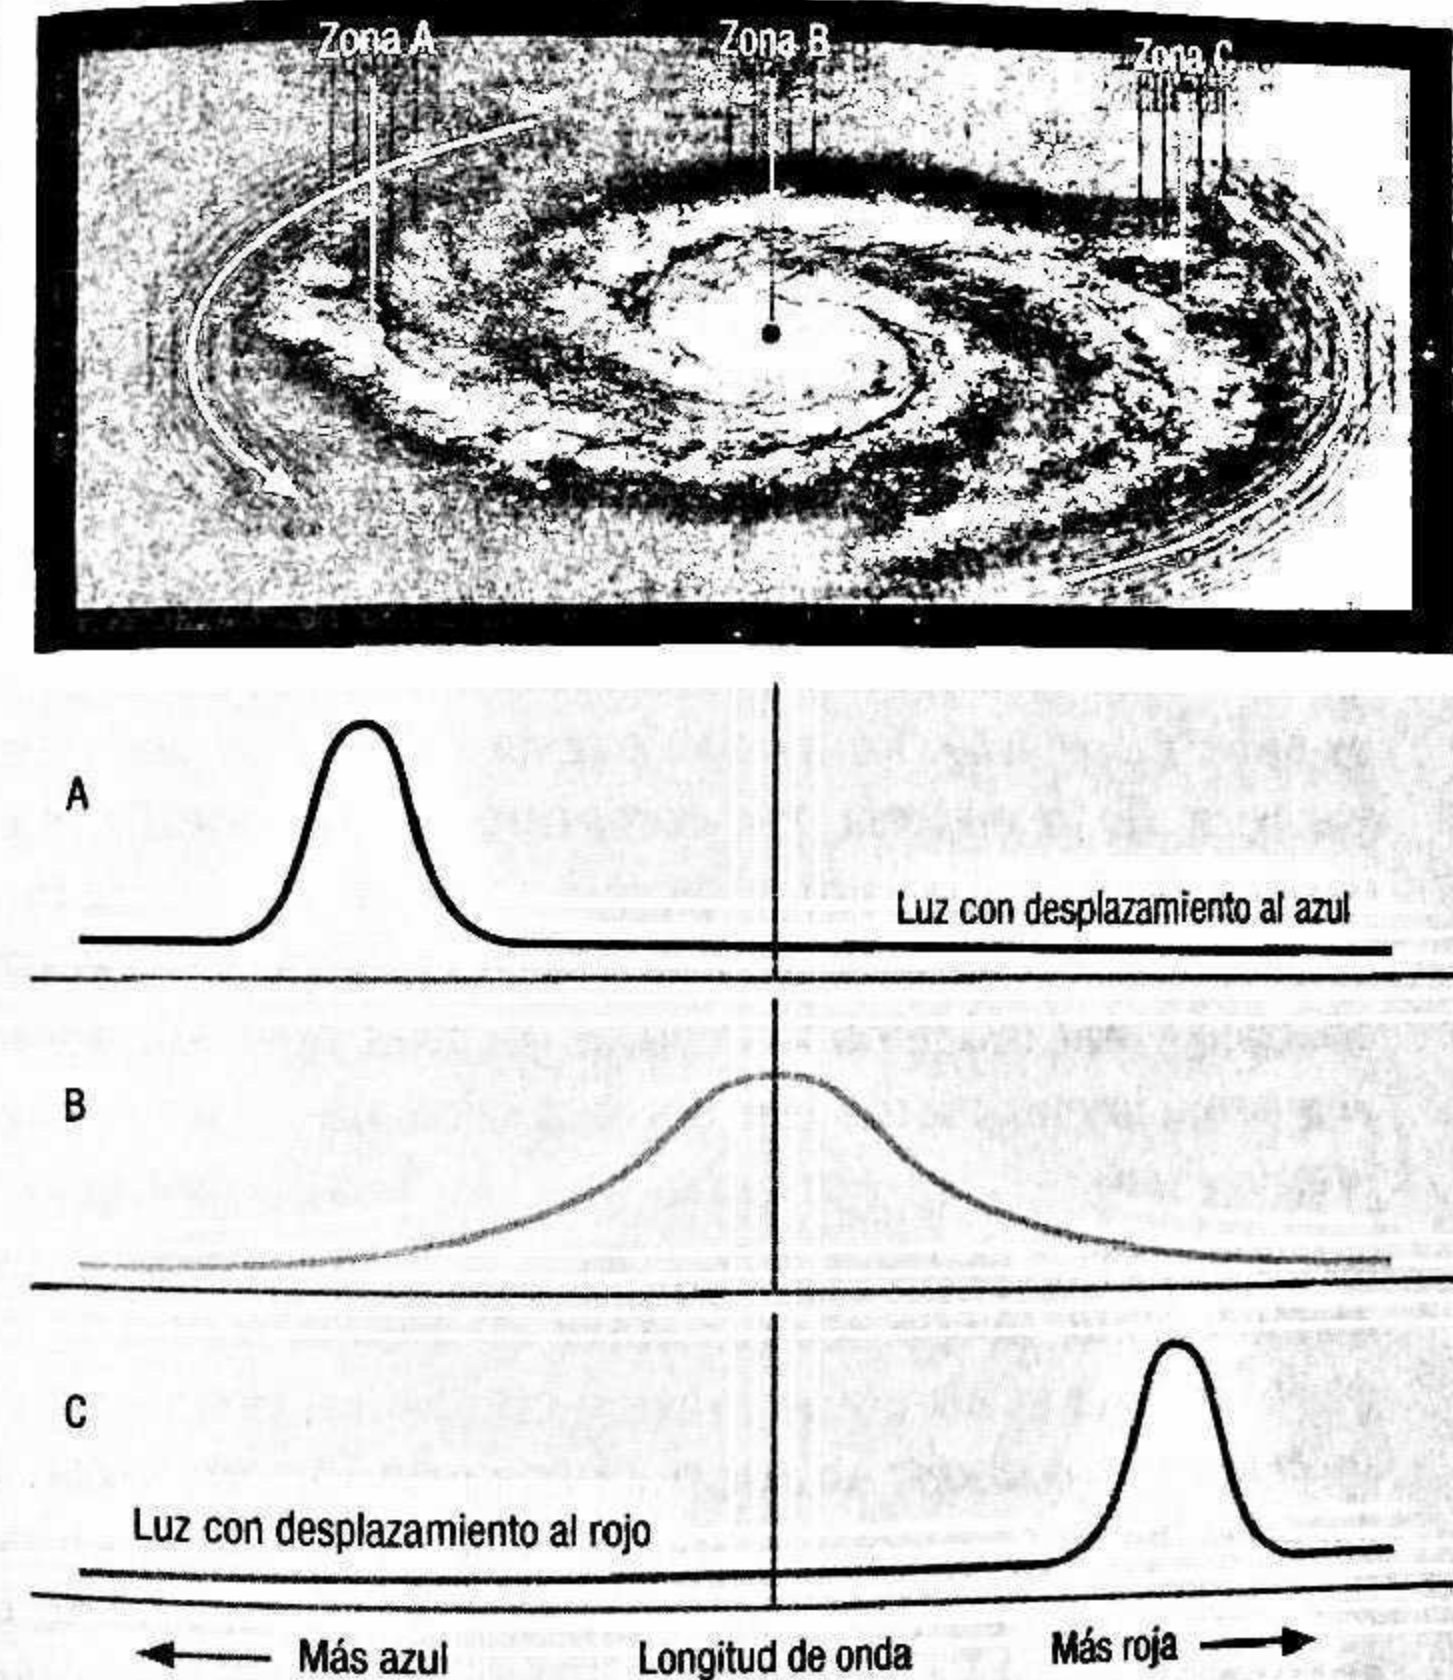 Zona A
Zona B
Zona C
A
Luz con desplazamiento al azul
B
C
Luz con desplazamiento al rojo
Más azul
Longitud de onda
Más roja